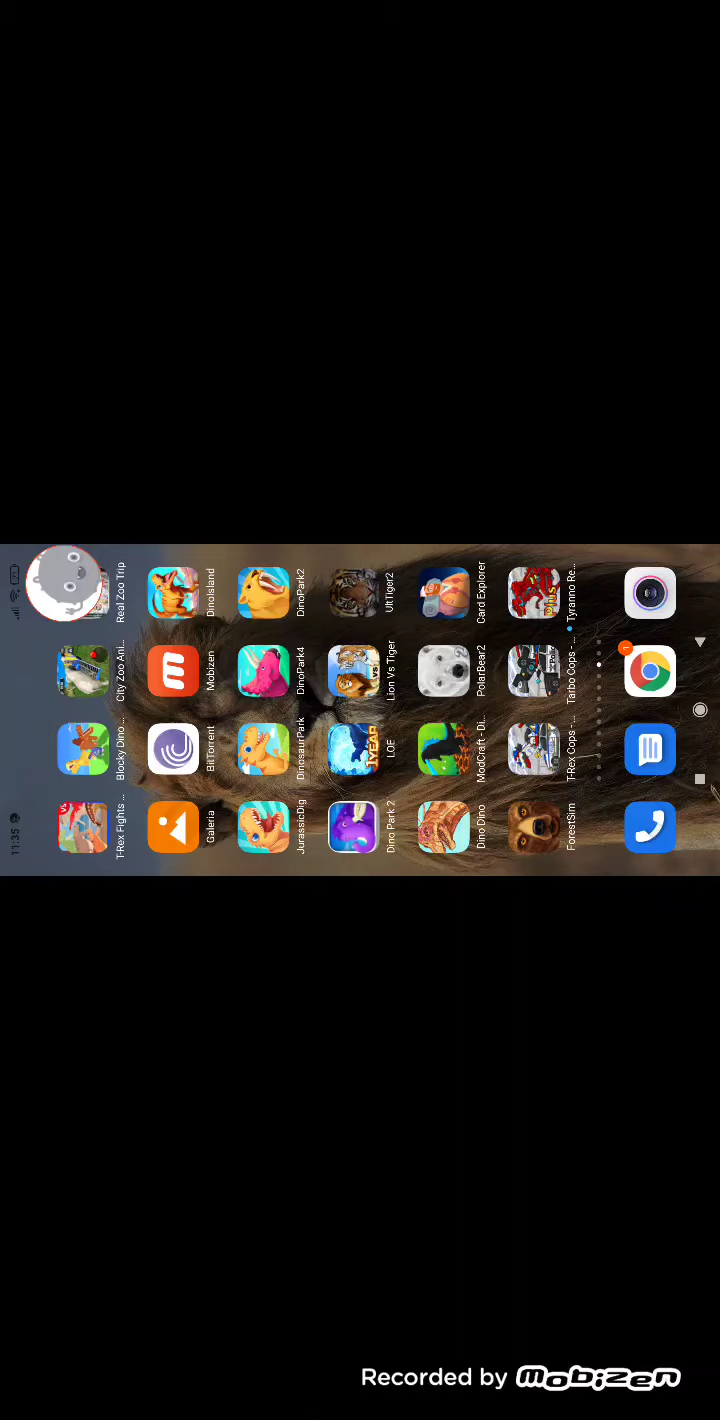 11:35
T-Rex Fights ...
Blocky Dino ...
City Zoo Ani...
Real Zoo Trip
Galeria
BitTorrent
Mobizen
DinoIsland
JurassicDig
DinosaurPark
DinoPark4
DinoPark2
Dino Park 2
LOE
Lion Vs Tiger
UltTiger2
Dino Dino
ModCraft - Di...
PolarBear2
Card Explorer
ForestSim
T-Rex Cops - ...
Tarbo Cops - ...
Tyranno Re...
1
Recorded by Mobizen